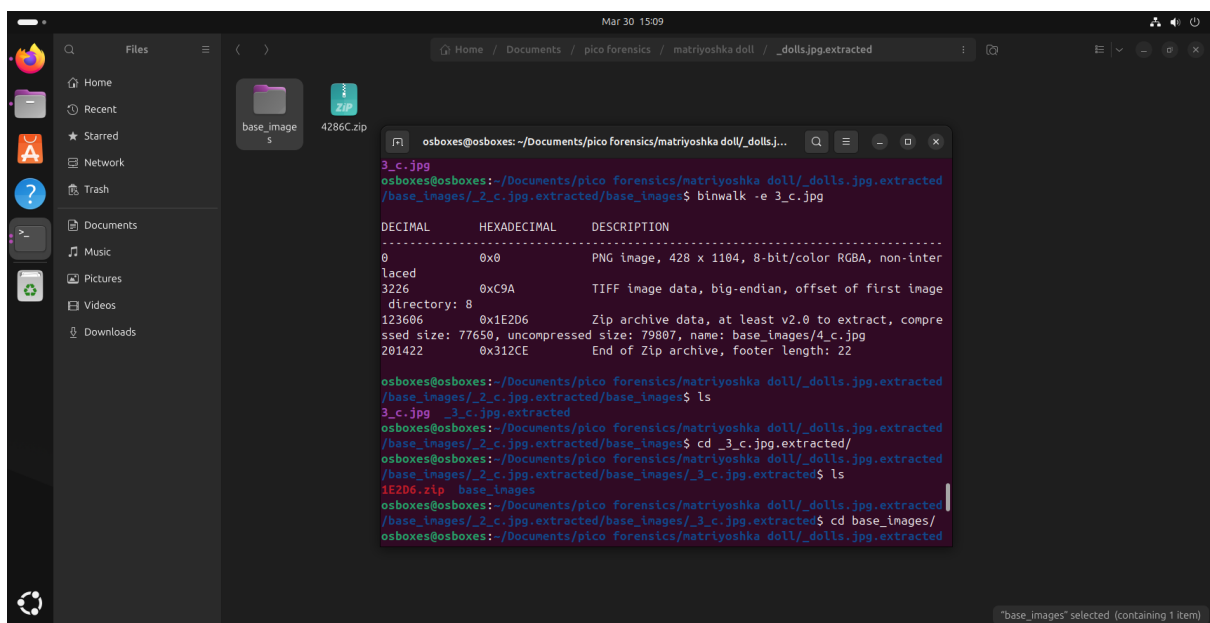 Mar 30 15:09
Files
Home / Documents / pico forensics / matriyoshka doll / _dolls.jpg.extracted
Home
Recent
Starred
Network
Trash
Documents
Music
Pictures
Videos
Downloads
base_image
s
ZIP
4286C.zip
osboxes@osboxes: ~/Documents/pico forensics/matriyoshka doll/_dolls.j...
3_c.jpg
osboxes@osboxes:~/Documents/pico forensics/matriyoshka doll/_dolls.jpg.extracted
/base_images/_2_c.jpg.extracted/base_images$ binwalk -e 3_c.jpg
DECIMAL HEXADECIMAL DESCRIPTION
--------------------------------------------------------------------------------
0 0x0 PNG image, 428 x 1104, 8-bit/color RGBA, non-inter
laced
3226 0xC9A TIFF image data, big-endian, offset of first image
directory: 8
123606 0x1E2D6 Zip archive data, at least v2.0 to extract, compre
ssed size: 77650, uncompressed size: 79807, name: base_images/4_c.jpg
201422 0x312CE End of Zip archive, footer length: 22
osboxes@osboxes:~/Documents/pico forensics/matriyoshka doll/_dolls.jpg.extracted
/base_images/_2_c.jpg.extracted/base_images$ ls
3_c.jpg _3_c.jpg.extracted
osboxes@osboxes:~/Documents/pico forensics/matriyoshka doll/_dolls.jpg.extracted
/base_images/_2_c.jpg.extracted/base_images$ cd _3_c.jpg.extracted/
osboxes@osboxes:~/Documents/pico forensics/matriyoshka doll/_dolls.jpg.extracted
/base_images/_2_c.jpg.extracted/base_images/_3_c.jpg.extracted$ ls
1E2D6.zip base_images
osboxes@osboxes:~/Documents/pico forensics/matriyoshka doll/_dolls.jpg.extracted
/base_images/_2_c.jpg.extracted/base_images/_3_c.jpg.extracted$ cd base_images/
osboxes@osboxes:~/Documents/pico forensics/matriyoshka doll/_dolls.jpg.extracted
"base_images" selected (containing 1 item)